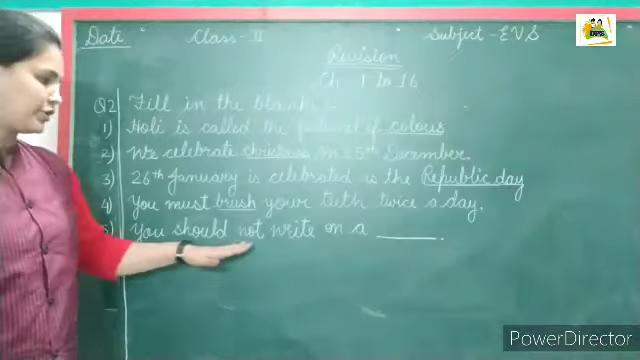 Date Class-II Subject-EVS
Revision
Ch. 1 to 16
Q2 Fill in the blanks:-
1) Holi is called the festival of colours
2) We celebrate christmas on 25th December.
3) 26th January is celebrated is the Republic day
4) You must brush your teeth twice a day.
5) You should not write on a ______.
PowerDirector